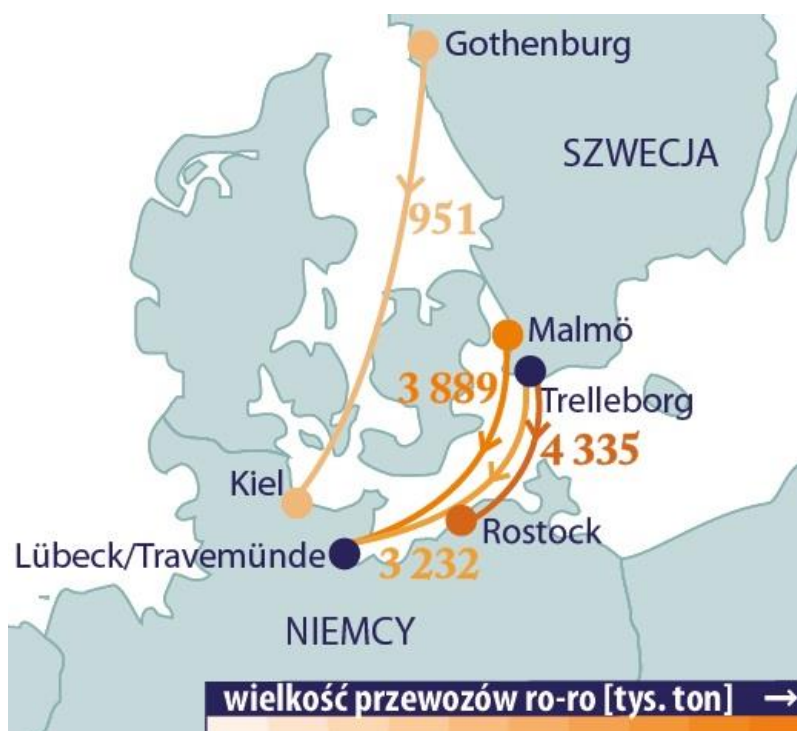 Gothenburg
SZWECJA
951
Malmö
3 889
Trelleborg
4 335
Kiel
Rostock
Lübeck/Travemünde
3 232
NIEMCY
wielkość przewozów ro-ro [tys. ton] →